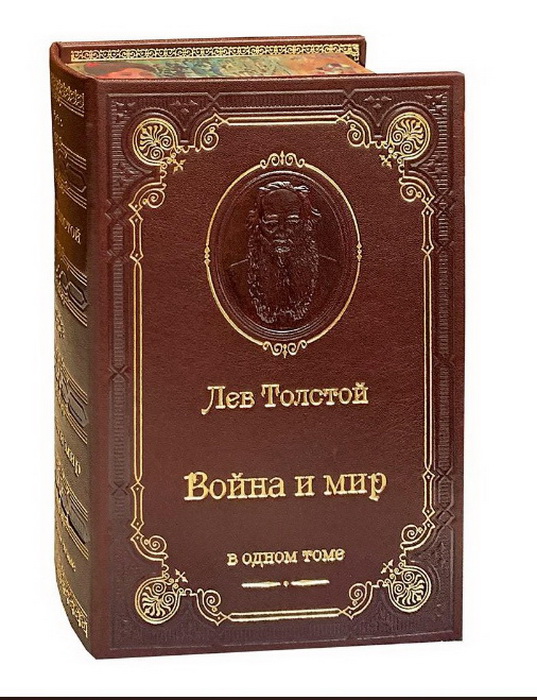 Лев Толстой
Война и мир
в одном томе